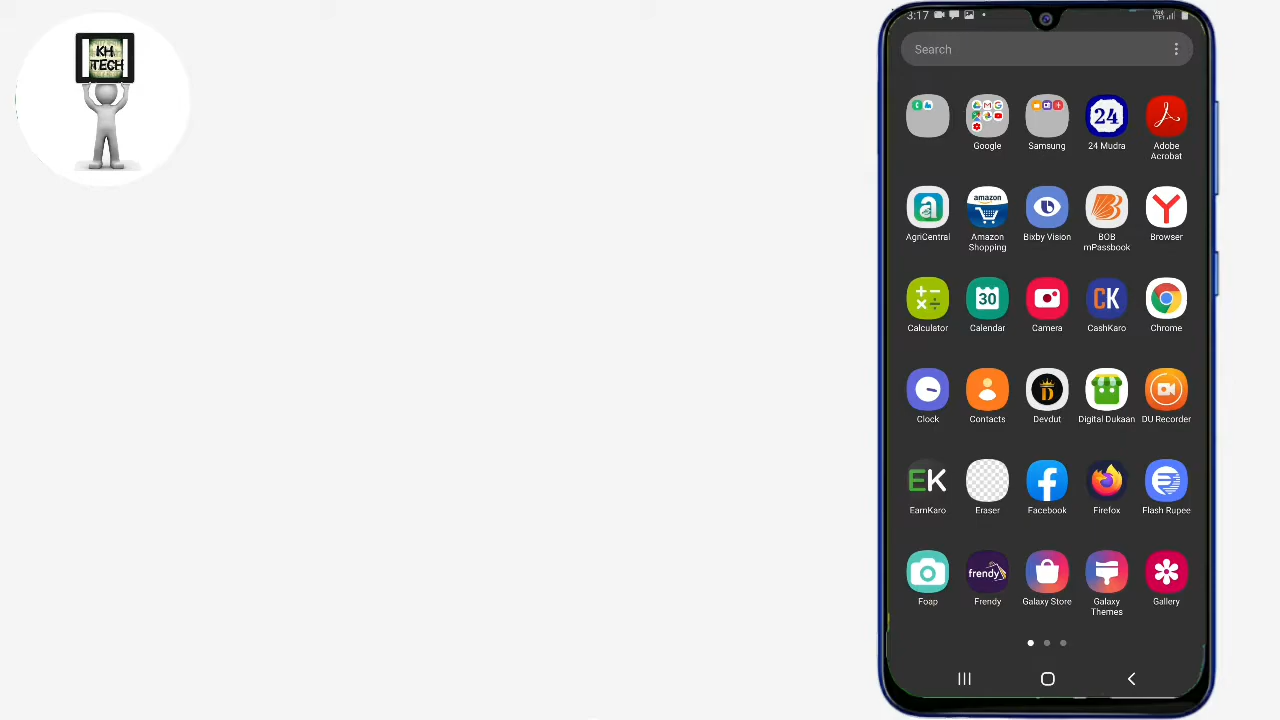 KH
TECH
3:17
Search
Google
Samsung
24
24 Mudra
Adobe
Acrobat
a
amazon
AgriCentral
Amazon
Shopping
Bixby Vision
BOB
mPassbook
Browser
30
CK
Calculator
Calendar
Camera
CashKaro
Chrome
Clock
Contacts
Devdut
Digital Dukaan
DU Recorder
EK
EarnKaro
Eraser
Facebook
Firefox
Flash Rupee
frendy
Foap
Frendy
Galaxy Store
Galaxy
Themes
Gallery